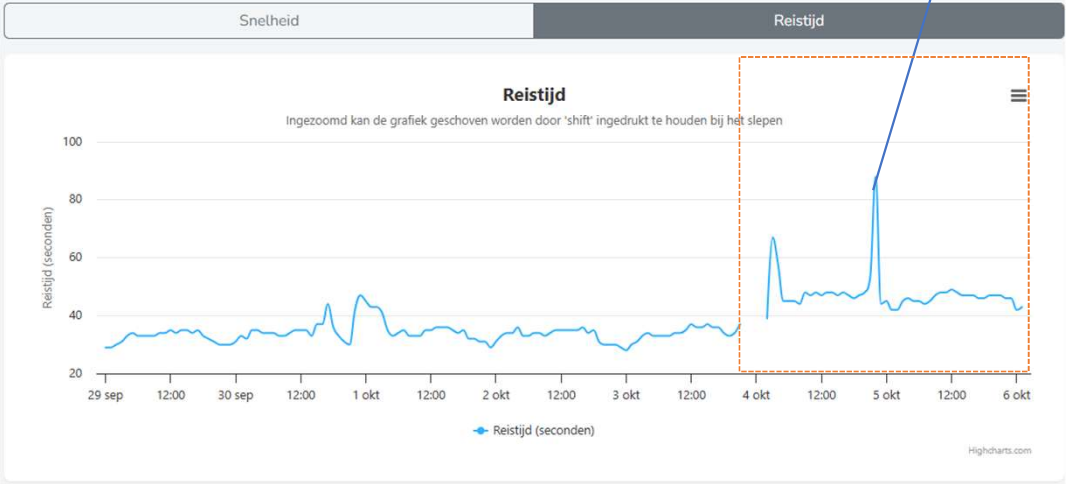 Snelheid
Reistijd
Reistijd
Ingezoomd kan de grafiek geschoven worden door 'shift' ingedrukt te houden bij het slepen
Reistijd (seconden)
100
80
60
40
20
29 sep 12:00 30 sep 12:00 1 okt 12:00 2 okt 12:00 3 okt 12:00 4 okt 12:00 5 okt 12:00 6 okt
Reistijd (seconden)
Highcharts.com